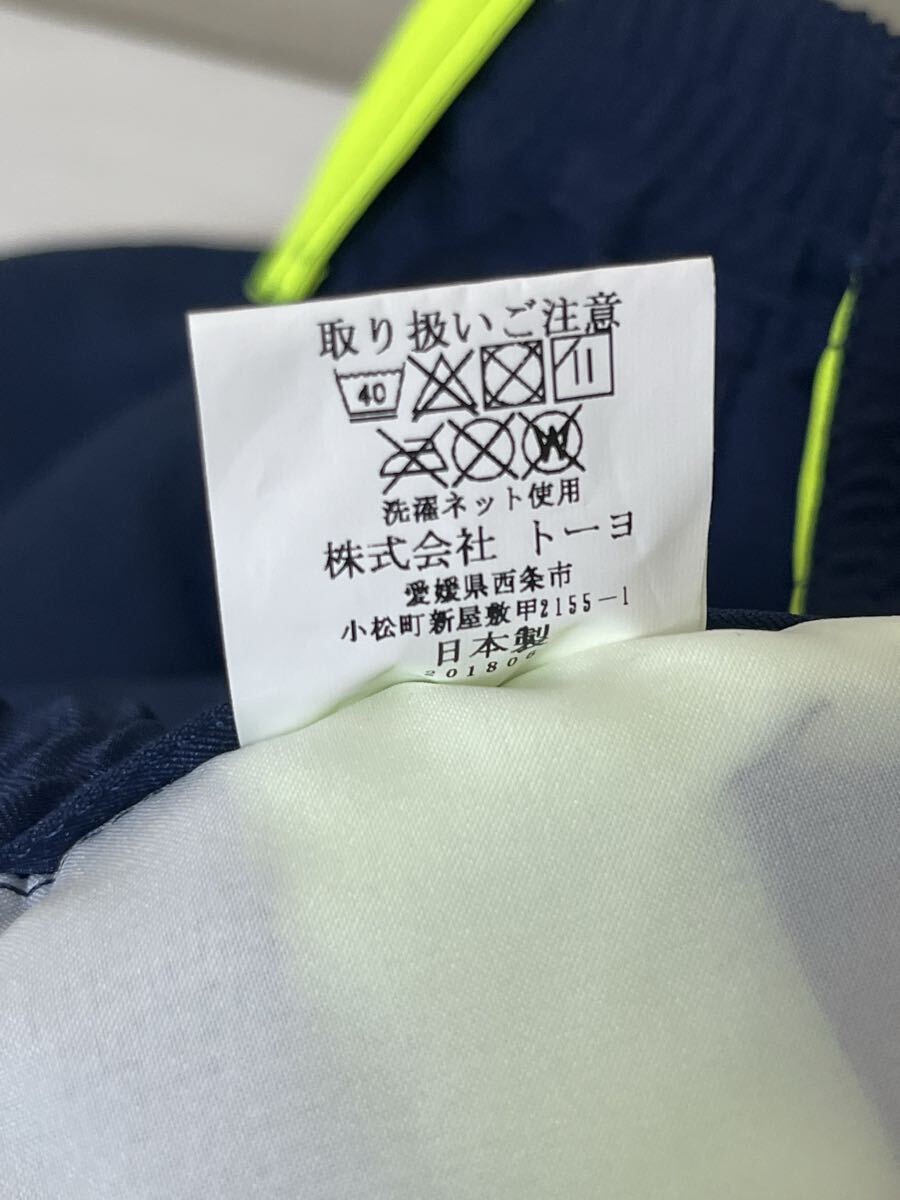 取り扱いご注意
40
W
洗濯ネット使用
株式会社 トーヨ
愛媛県西条市
小松町新屋敷甲2155-1
日本製
201806